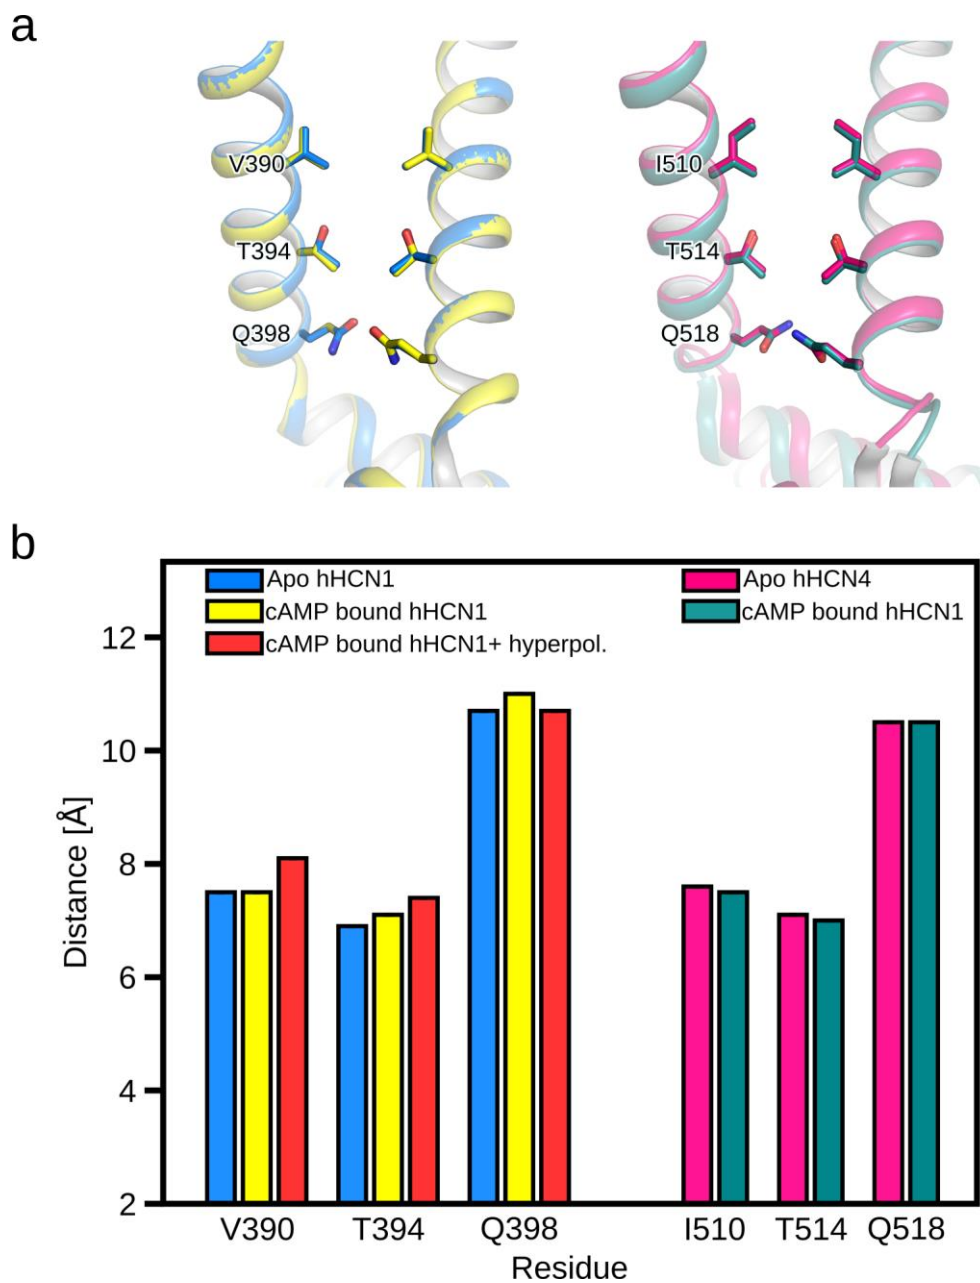 a
V390
T394
Q398
I510
T514
Q518
b
Apo hHCN1
cAMP bound hHCN1
cAMP bound hHCN1+ hyperpol.
Apo hHCN4
cAMP bound hHCN1
12
10
8
6
4
2
Distance [Å]
V390 T394 Q398 I510 T514 Q518
Residue